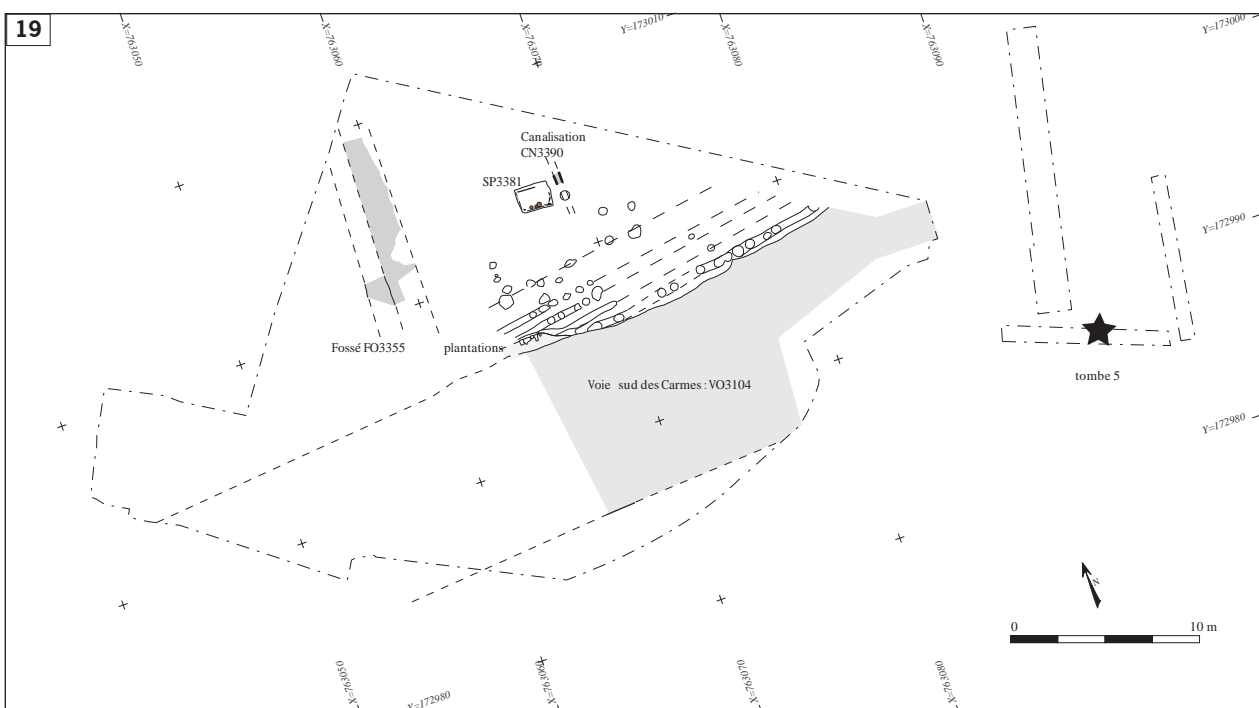 19
X=763050
X=763060
X=763070
Y=173010
X=763080
X=763090
Y=173000
Canalisation
CN3390
SP3381
Y=172990
Fossé FO3355
plantations
Voie sud des Carmes : VO3104
tombe 5
Y=172980
N
0
10 m
X=763050
Y=172980
X=763060
X=763070
X=763080